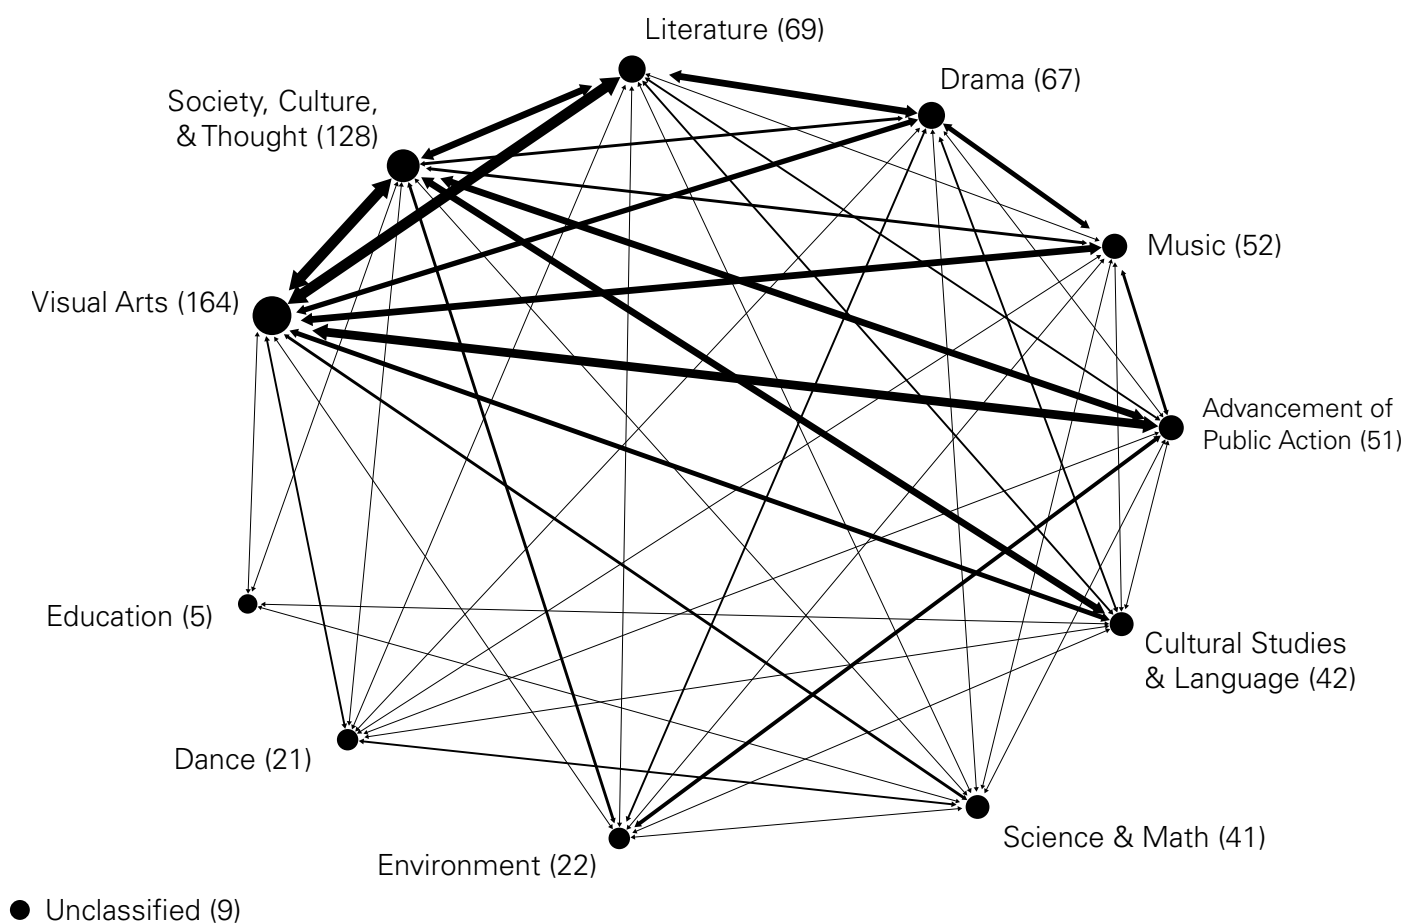 Literature (69)
Drama (67)
Society, Culture,
& Thought (128)
Music (52)
Visual Arts (164)
Advancement of
Public Action (51)
Education (5)
Cultural Studies
& Language (42)
Dance (21)
Science & Math (41)
Environment (22)
Unclassified (9)